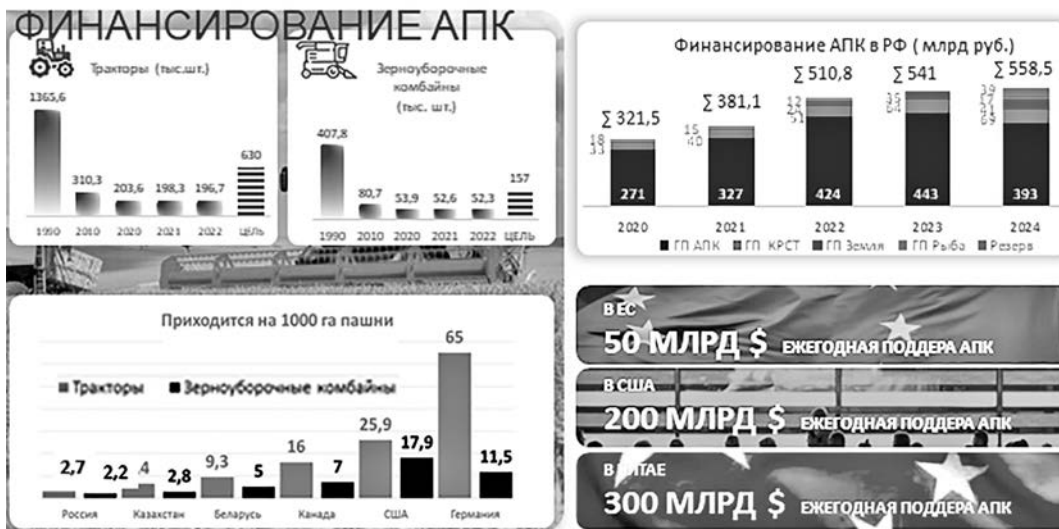 ФИНАНСИРОВАНИЕ АПК
Тракторы (тыс.шт.)
1365,6
310,3
203,6
198,3
196,7
630
1990
2010
2020
2021
2022
ЦЕЛЬ
Зерноуборочные
комбайны
(тыс. шт.)
407,8
80,7
53,9
52,6
52,3
157
1990
2010
2020
2021
2022
ЦЕЛЬ
Финансирование АПК в РФ ( млрд руб.)
∑ 321,5
∑ 381,1
∑ 510,8
∑ 541
∑ 558,5
18
33
271
15
40
327
12
51
424
443
69
393
2020
2021
2022
2023
2024
ГП АПК
ГП КРСТ
ГП Земля
ГП Рыба
Резерв
Приходится на 1000 га пашни
Тракторы
Зерноуборочные комбайны
2,7
2,2
4
2,8
9,3
5
16
7
25,9
17,9
65
11,5
Россия
Казахстан
Беларусь
Канада
США
Германия
В ЕС
50 МЛРД $ ЕЖЕГОДНАЯ ПОДДЕРА АПК
В США
200 МЛРД $ ЕЖЕГОДНАЯ ПОДДЕРА АПК
В
300 МЛРД $ ЕЖЕГОДНАЯ ПОДДЕРА АПК